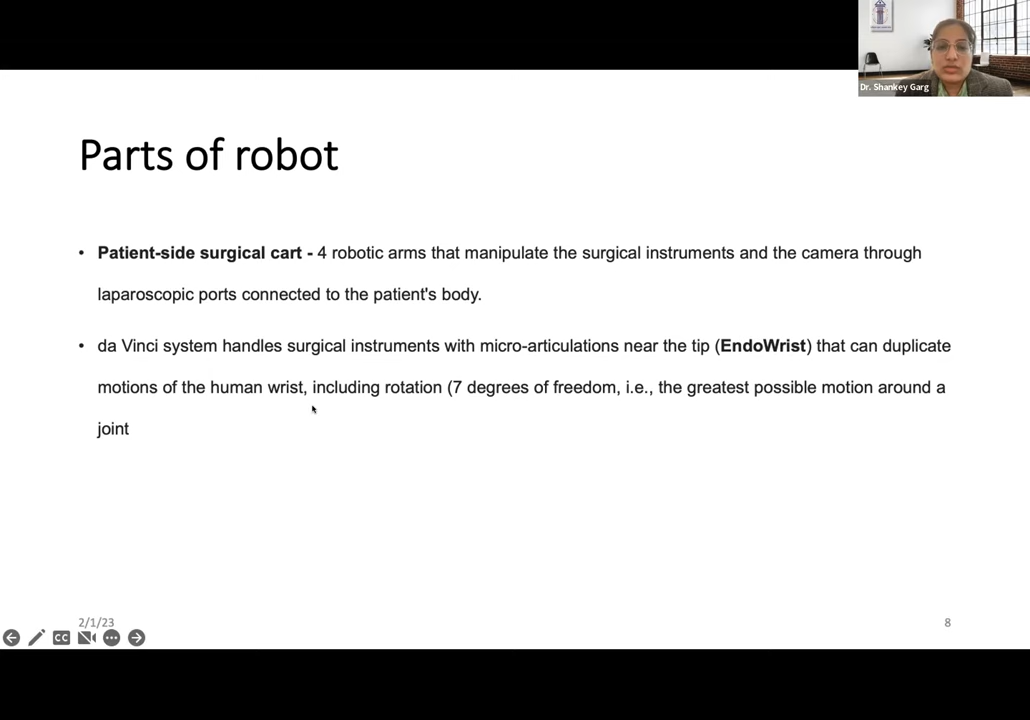 Dr. Shankey Garg
Parts of robot
• Patient-side surgical cart - 4 robotic arms that manipulate the surgical instruments and the camera through
laparoscopic ports connected to the patient's body.
• da Vinci system handles surgical instruments with micro-articulations near the tip (EndoWrist) that can duplicate
motions of the human wrist, including rotation (7 degrees of freedom, i.e., the greatest possible motion around a
joint
2/1/23
8
CC